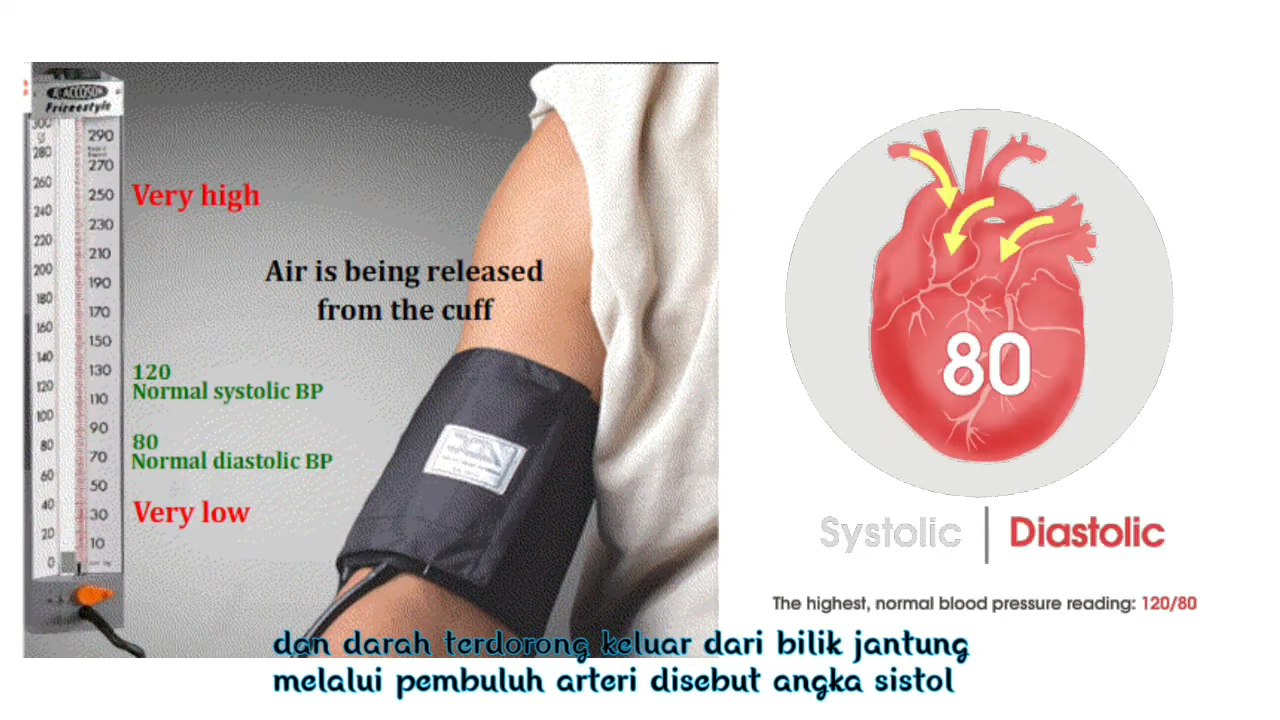 ACCOSON
Freestyle
300
290
280
270
260
250
240
230
220
210
200
190
180
170
160
150
140
130
120
110
100
90
80
70
60
50
40
30
20
10
0
Very high
Air is being released
from the cuff
120
Normal systolic BP
80
Normal diastolic BP
Very low
80
Systolic | Diastolic
The highest, normal blood pressure reading: 120/80
dan darah terdorong keluar dari bilik jantung
melalui pembuluh arteri disebut angka sistol